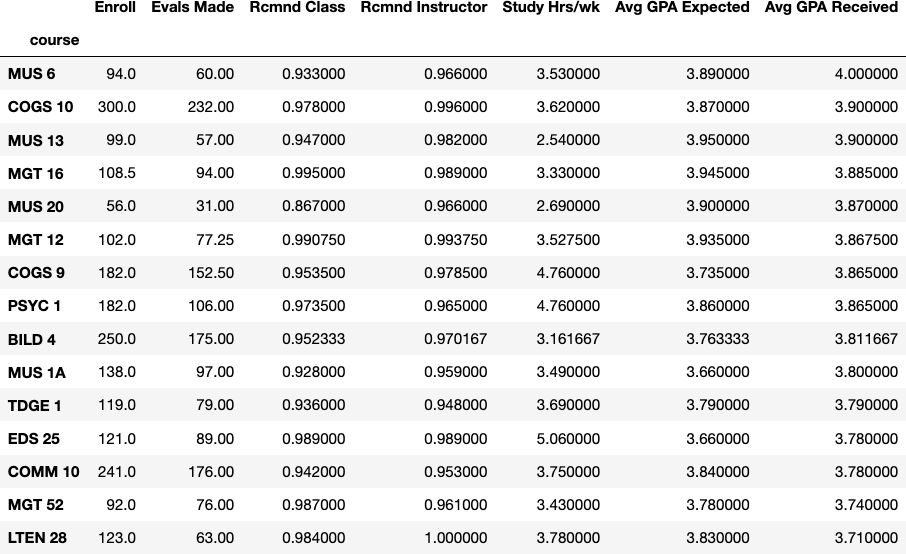 Enroll Evals Made Rcmnd Class Rcmnd Instructor Study Hrs/wk Avg GPA Expected Avg GPA Received
course
MUS 6 94.0 60.00 0.933000 0.966000 3.530000 3.890000 4.000000
COGS 10 300.0 232.00 0.978000 0.996000 3.620000 3.870000 3.900000
MUS 13 99.0 57.00 0.947000 0.982000 2.540000 3.950000 3.900000
MGT 16 108.5 94.00 0.995000 0.989000 3.330000 3.945000 3.885000
MUS 20 56.0 31.00 0.867000 0.966000 2.690000 3.900000 3.870000
MGT 12 102.0 77.25 0.990750 0.993750 3.527500 3.935000 3.867500
COGS 9 182.0 152.50 0.953500 0.978500 4.760000 3.735000 3.865000
PSYC 1 182.0 106.00 0.973500 0.965000 4.760000 3.860000 3.865000
BILD 4 250.0 175.00 0.952333 0.970167 3.161667 3.763333 3.811667
MUS 1A 138.0 97.00 0.928000 0.959000 3.490000 3.660000 3.800000
TDGE 1 119.0 79.00 0.936000 0.948000 3.690000 3.790000 3.790000
EDS 25 121.0 89.00 0.989000 0.989000 5.060000 3.660000 3.780000
COMM 10 241.0 176.00 0.942000 0.953000 3.750000 3.840000 3.780000
MGT 52 92.0 76.00 0.987000 0.961000 3.430000 3.780000 3.740000
LTEN 28 123.0 63.00 0.984000 1.000000 3.780000 3.830000 3.710000